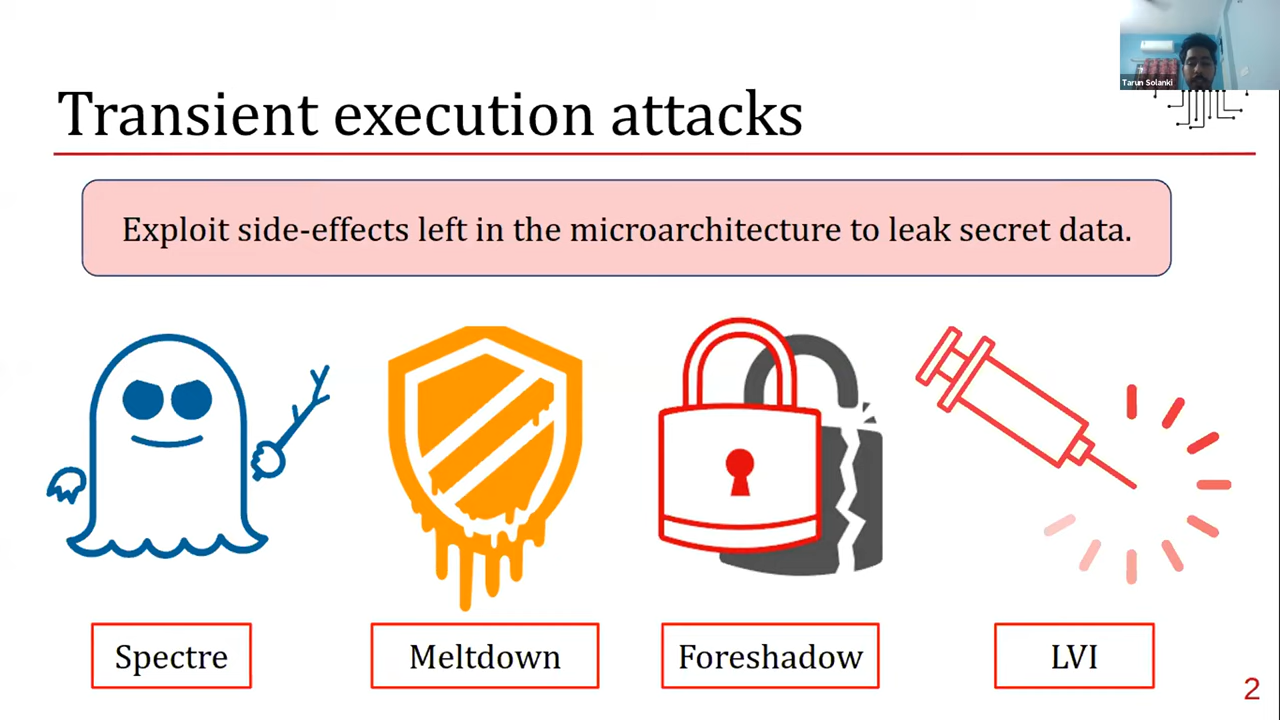 Tarun Solanki
Transient execution attacks
Exploit side-effects left in the microarchitecture to leak secret data.
Spectre
Meltdown
Foreshadow
LVI
2